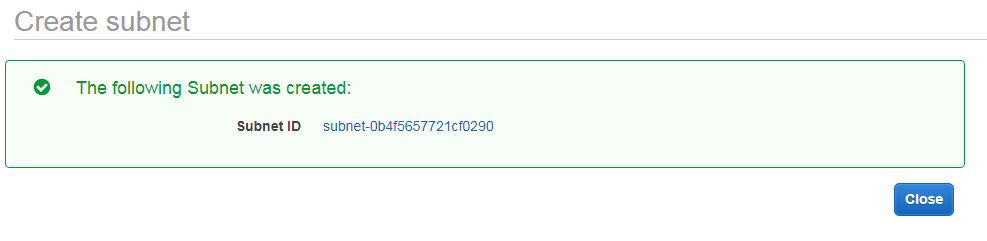 Create subnet
The following Subnet was created:
Subnet ID subnet-0b4f5657721cf0290
Close